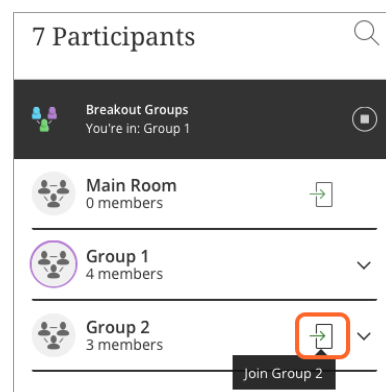 7 Participants
Breakout Groups
You're in: Group 1
Main Room
0 members
Group 1
4 members
Group 2
3 members
Join Group 2